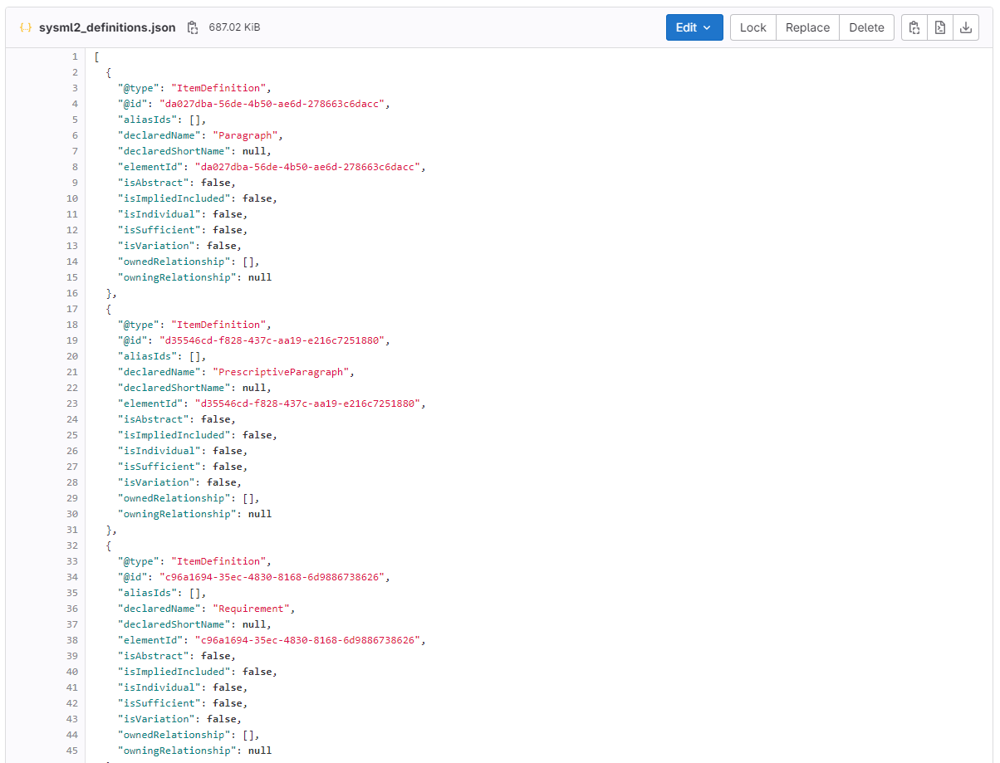 {..} sysml2_definitions.json 687.02 KiB Edit Lock Replace Delete
1 [
2 {
3 "@type": "ItemDefinition",
4 "@id": "da027dba-56de-4b50-ae6d-278663c6dacc",
5 "aliasIds": [],
6 "declaredName": "Paragraph",
7 "declaredShortName": null,
8 "elementId": "da027dba-56de-4b50-ae6d-278663c6dacc",
9 "isAbstract": false,
10 "isImpliedIncluded": false,
11 "isIndividual": false,
12 "isSufficient": false,
13 "isVariation": false,
14 "ownedRelationship": [],
15 "owningRelationship": null
16 },
17 {
18 "@type": "ItemDefinition",
19 "@id": "d35546cd-f828-437c-aa19-e216c7251880",
20 "aliasIds": [],
21 "declaredName": "PrescriptiveParagraph",
22 "declaredShortName": null,
23 "elementId": "d35546cd-f828-437c-aa19-e216c7251880",
24 "isAbstract": false,
25 "isImpliedIncluded": false,
26 "isIndividual": false,
27 "isSufficient": false,
28 "isVariation": false,
29 "ownedRelationship": [],
30 "owningRelationship": null
31 },
32 {
33 "@type": "ItemDefinition",
34 "@id": "c96a1694-35ec-4830-8168-6d9886738626",
35 "aliasIds": [],
36 "declaredName": "Requirement",
37 "declaredShortName": null,
38 "elementId": "c96a1694-35ec-4830-8168-6d9886738626",
39 "isAbstract": false,
40 "isImpliedIncluded": false,
41 "isIndividual": false,
42 "isSufficient": false,
43 "isVariation": false,
44 "ownedRelationship": [],
45 "owningRelationship": null